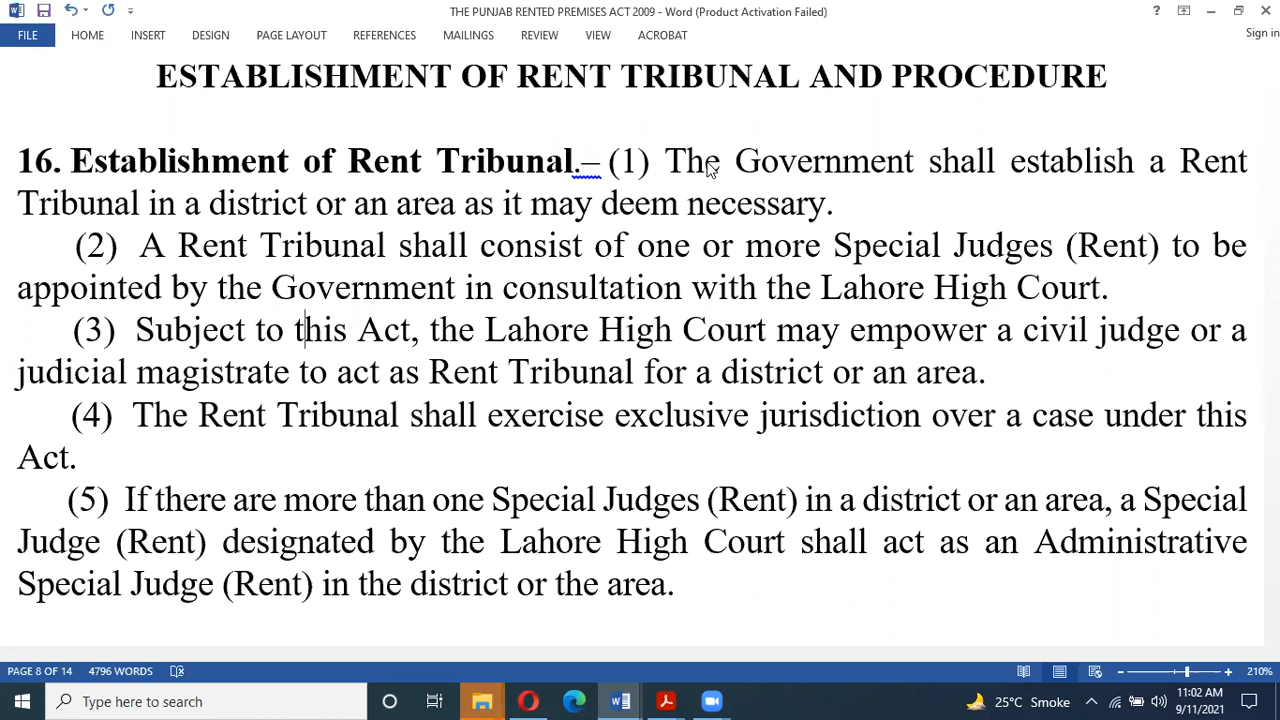 THE PUNJAB RENTED PREMISES ACT 2009 - Word (Product Activation Failed)
?
FILE HOME INSERT DESIGN PAGE LAYOUT REFERENCES MAILINGS REVIEW VIEW ACROBAT Sign in
ESTABLISHMENT OF RENT TRIBUNAL AND PROCEDURE
16. Establishment of Rent Tribunal.– (1) The Government shall establish a Rent
Tribunal in a district or an area as it may deem necessary.
(2) A Rent Tribunal shall consist of one or more Special Judges (Rent) to be
appointed by the Government in consultation with the Lahore High Court.
(3) Subject to this Act, the Lahore High Court may empower a civil judge or a
judicial magistrate to act as Rent Tribunal for a district or an area.
(4) The Rent Tribunal shall exercise exclusive jurisdiction over a case under this
Act.
(5) If there are more than one Special Judges (Rent) in a district or an area, a Special
Judge (Rent) designated by the Lahore High Court shall act as an Administrative
Special Judge (Rent) in the district or the area.
PAGE 8 OF 14 4796 WORDS 210%
Type here to search 25°C Smoke 11:02 AM
9/11/2021